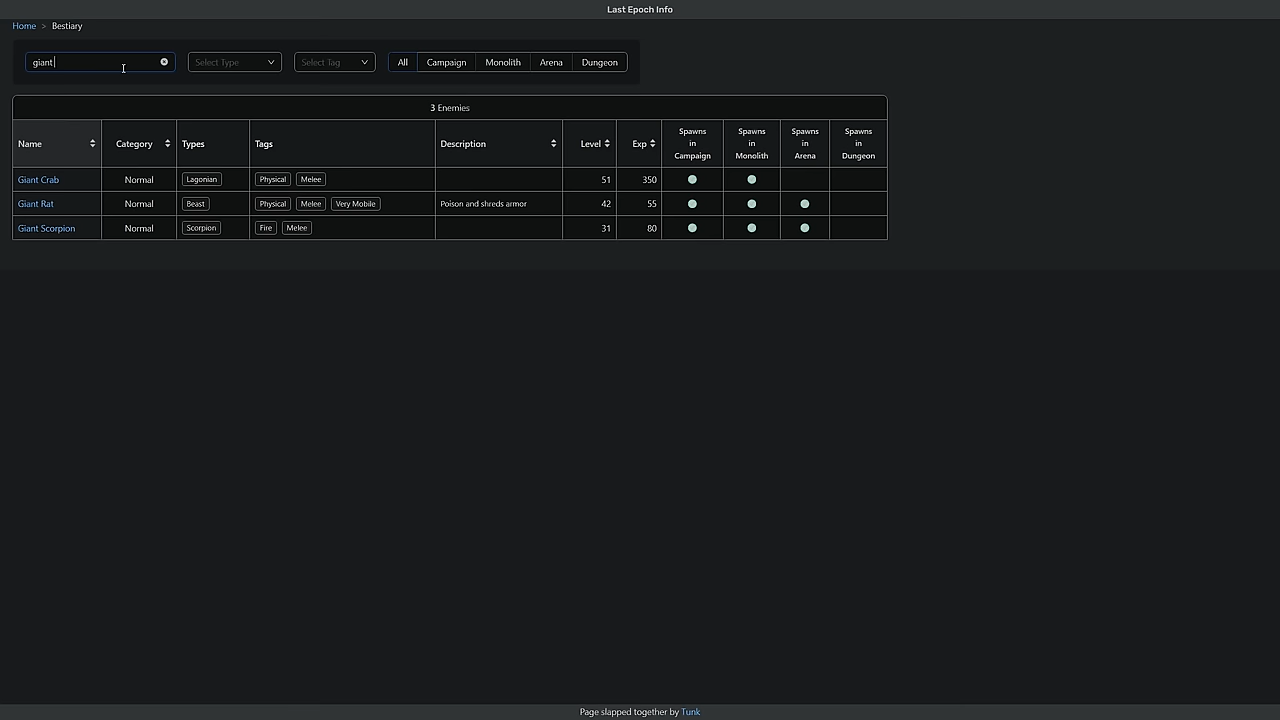 Last Epoch Info
Home > Bestiary
giant Select Type Select Tag All Campaign Monolith Arena Dungeon
3 Enemies
Name Category Types Tags Description Level Exp Spawns in Campaign Spawns in Monolith Spawns in Arena Spawns in Dungeon
Giant Crab Normal Lagonian Physical Melee 51 350
Giant Rat Normal Beast Physical Melee Very Mobile Poison and shreds armor 42 55
Giant Scorpion Normal Scorpion Fire Melee 31 80
Page slapped together by Tunk